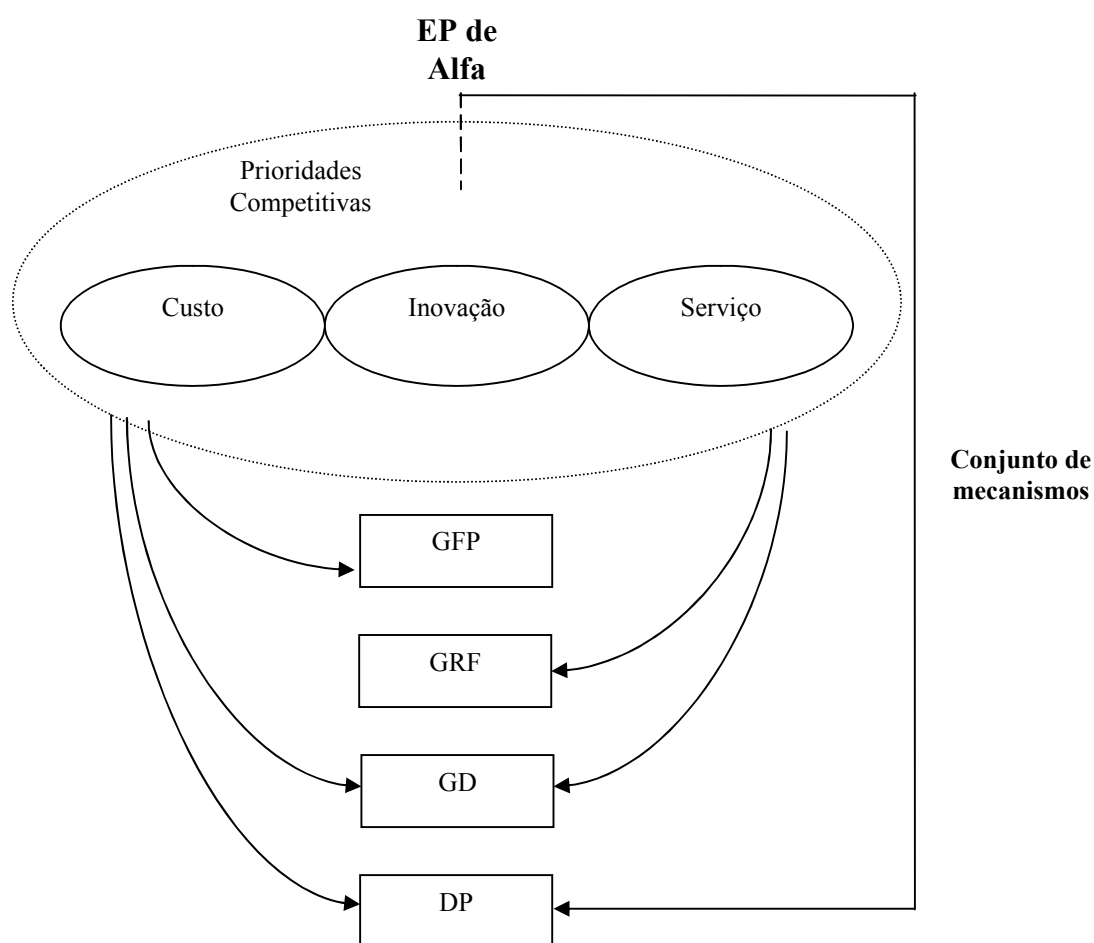 EP de
Alfa
Prioridades
Competitivas
Custo
Inovação
Serviço
Conjunto de
mecanismos
GFP
GRF
GD
DP